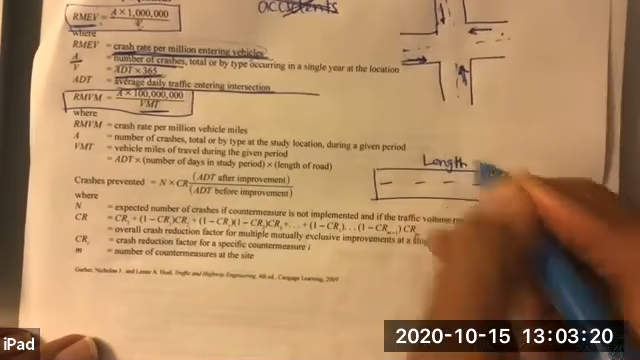 accidents
RMEV = A × 1,000,000
V
where
RMEV = crash rate per million entering vehicles
A = number of crashes, total or by type occurring in a single year at the location
V = ADT × 365
ADT = average daily traffic entering intersection
RMVM = A × 100,000,000
VMT
where
RMVM = crash rate per million vehicle miles
A = number of crashes, total or by type at the study location, during a given period
VMT = vehicle miles of travel during the given period
= ADT × (number of days in study period) × (length of road)
Length
Crashes prevented = N × CR (ADT after improvement)
(ADT before improvement)
where
N = expected number of crashes if countermeasure is not implemented and if the traffic volume
CR = CR₁ + (1 – CR₁)CR₂ + (1 – CR₁)(1 – CR₂)CR₃ + . . . + (1 – CR₁) . . . (1 – CRm–1) CRm
= overall crash reduction factor for multiple mutually exclusive improvements at a
CRi = crash reduction factor for a specific countermeasure i
m = number of countermeasures at the site
Garber, Nicholas J., and Lester A. Hoel, Traffic and Highway Engineering, 4th ed., Cengage Learning, 2009
iPad
2020-10-15 13:03:20